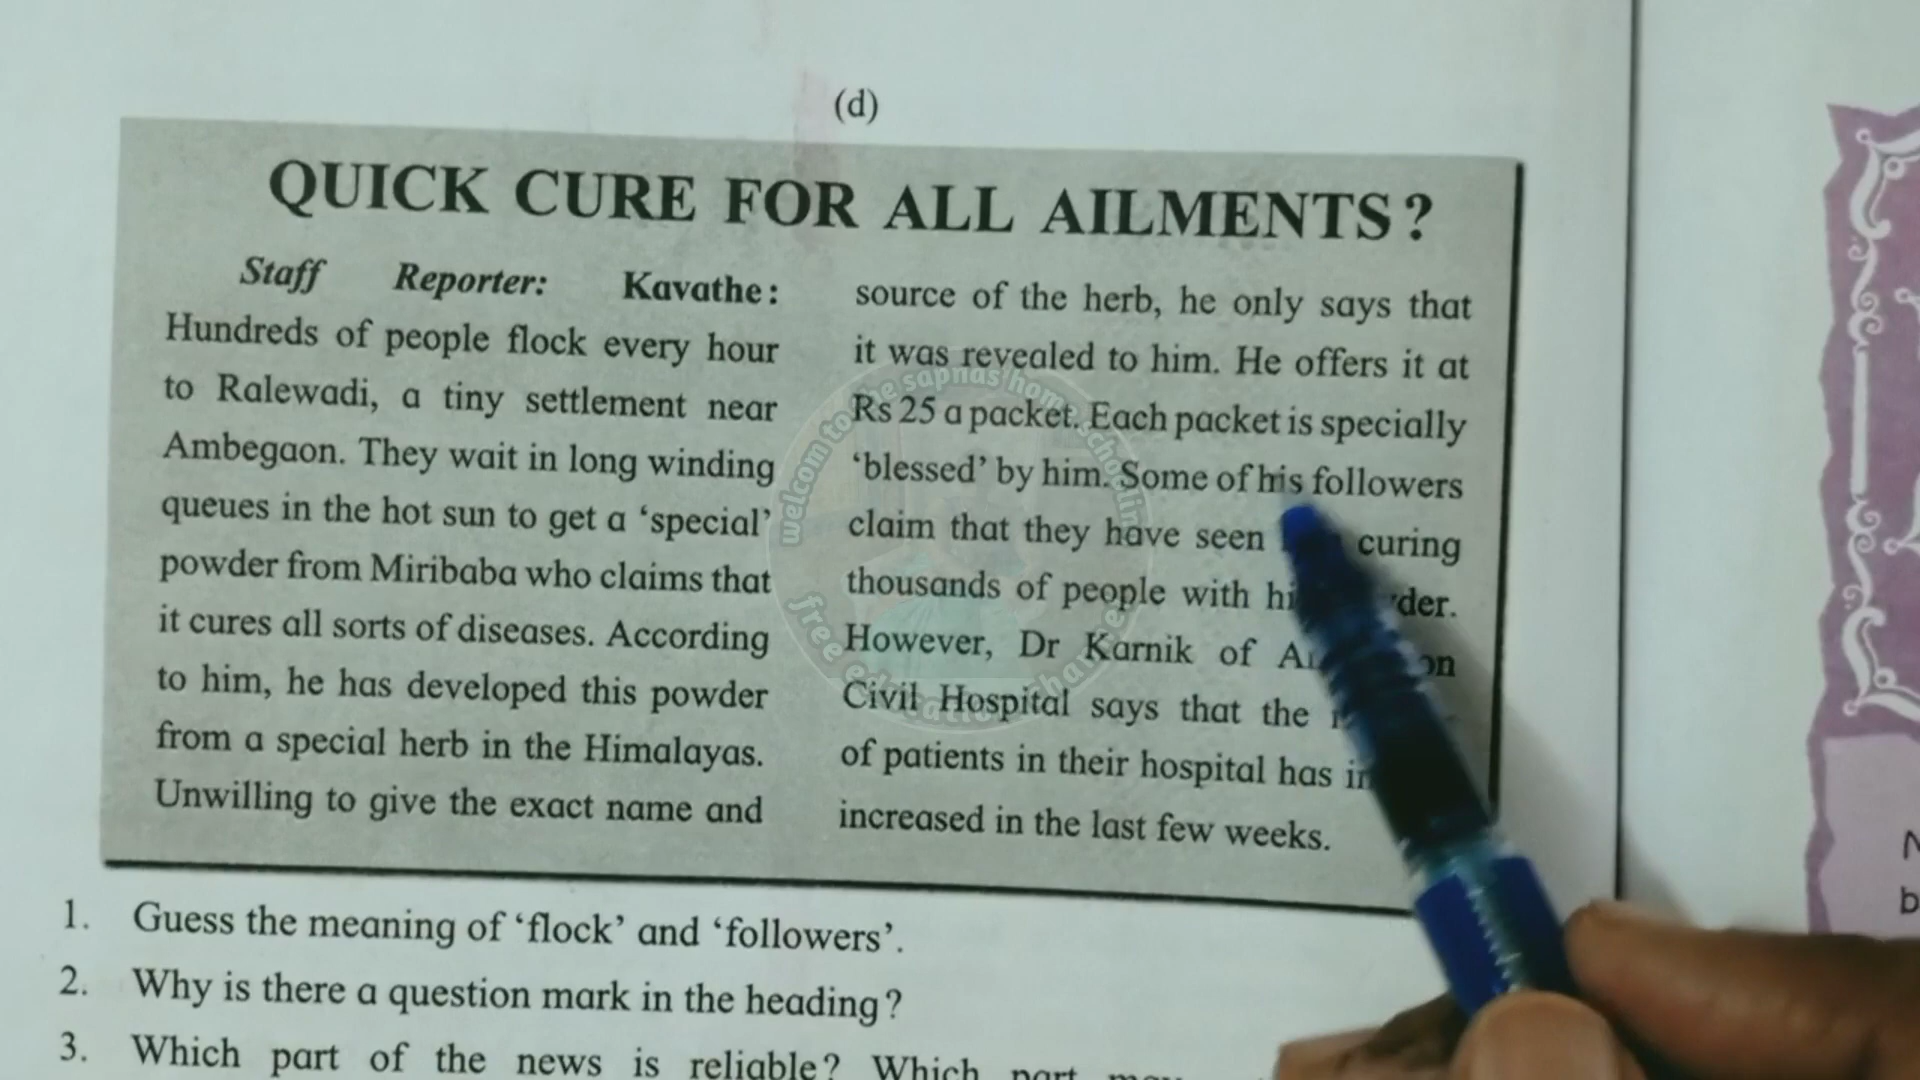 (d)
QUICK CURE FOR ALL AILMENTS?
Staff Reporter: Kavathe:
Hundreds of people flock every hour
to Ralewadi, a tiny settlement near
Ambegaon. They wait in long winding
queues in the hot sun to get a ‘special’
powder from Miribaba who claims that
it cures all sorts of diseases. According
to him, he has developed this powder
from a special herb in the Himalayas.
Unwilling to give the exact name and
source of the herb, he only says that
it was revealed to him. He offers it at
Rs 25 a packet. Each packet is specially
‘blessed’ by him. Some of his followers
claim that they have seen curing
thousands of people with
However, Dr Karnik of
Civil Hospital says that the
of patients in their hospital has
increased in the last few weeks.
1. Guess the meaning of ‘flock’ and ‘followers’.
2. Why is there a question mark in the heading?
3. Which part of the news is reliable? Which part may
welcom to the sapnas home schooling